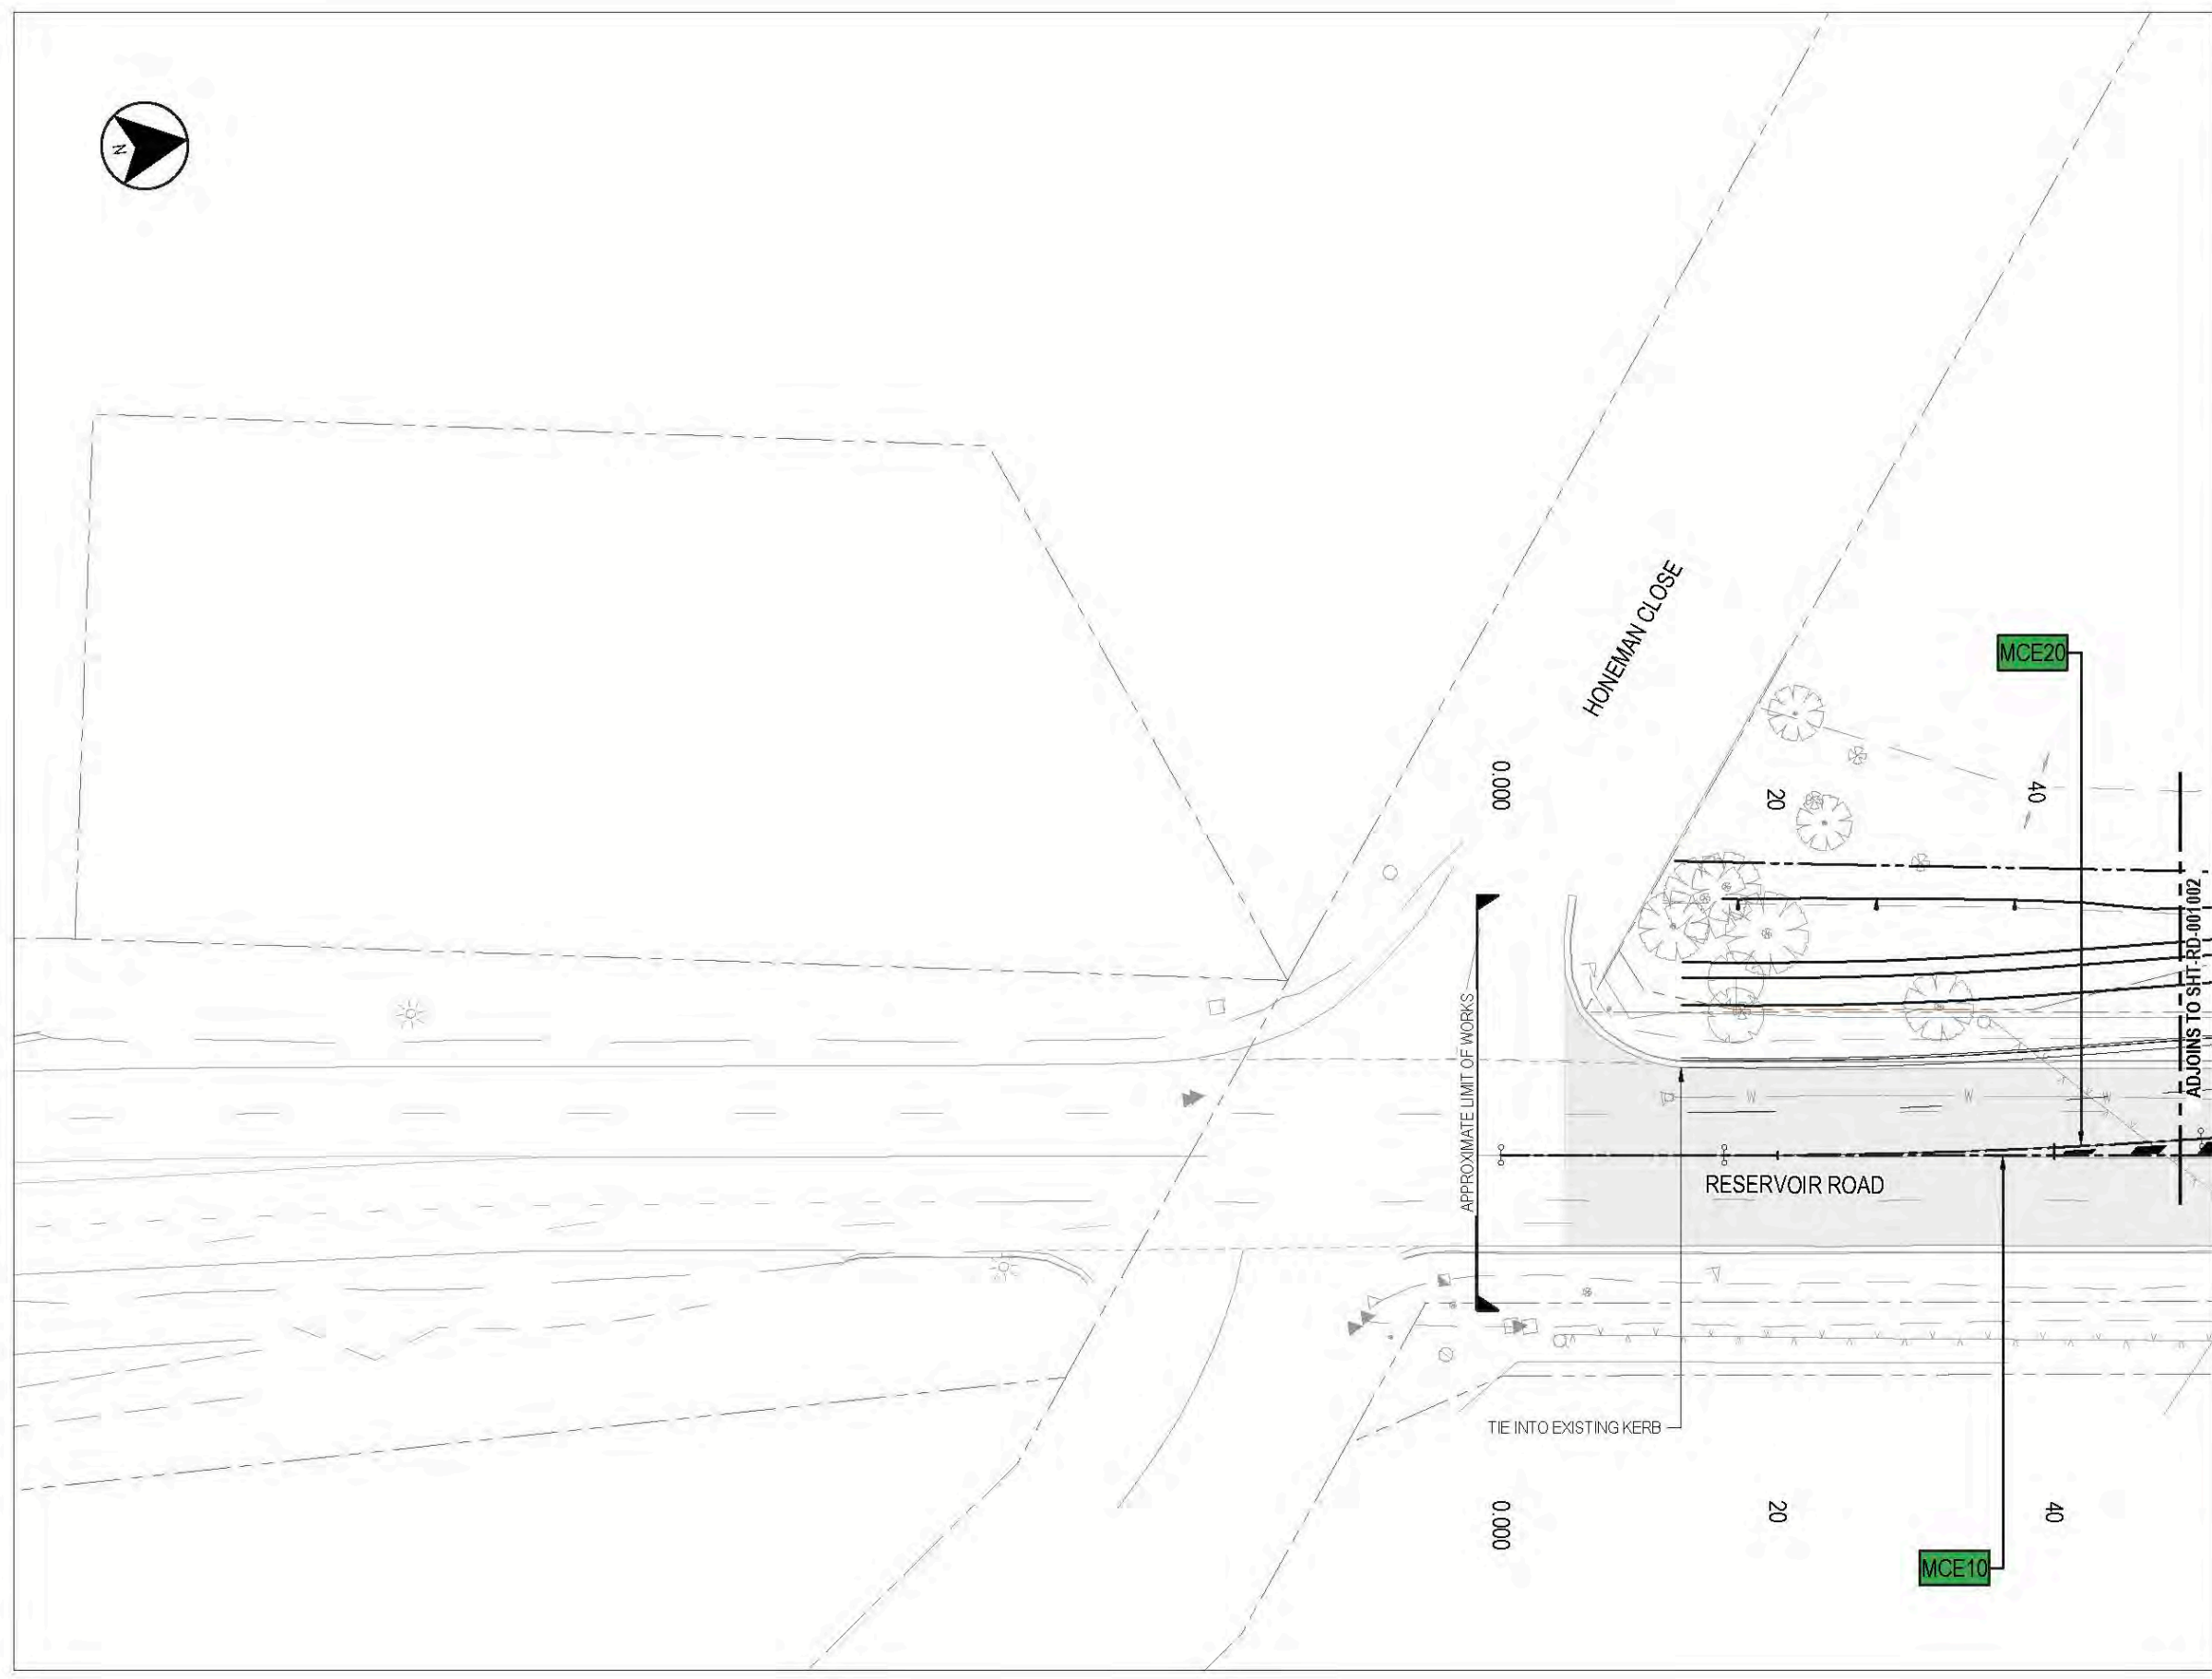 N
HONEMAN CLOSE
MCE20
0.000
20
40
ADJOINS TO SHT-RD-001002
APPROXIMATE LIMIT OF WORKS
W
W
W
RESERVOIR ROAD
TIE INTO EXISTING KERB
0.000
20
40
MCE10